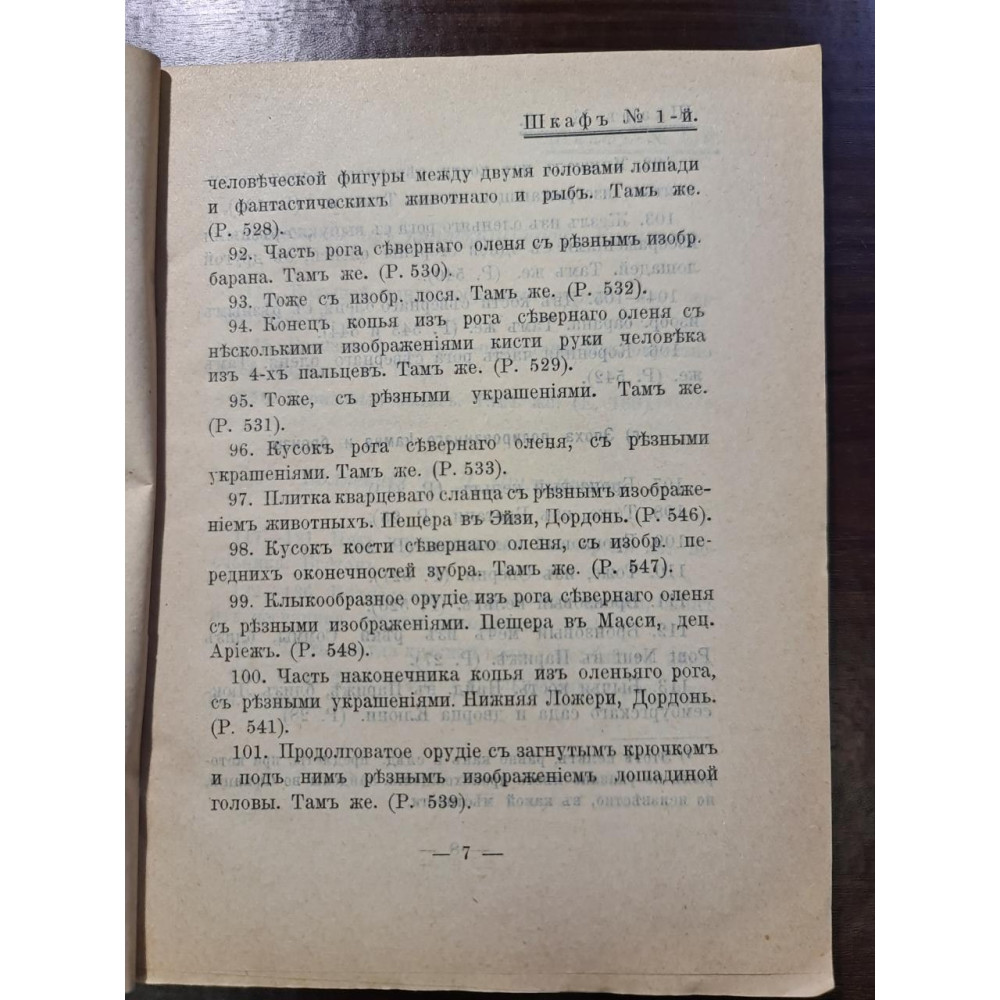 Шкафъ № 1-й.
человѣческой фигуры между двумя головами лошади
и фантастическихъ животнаго и рыбъ. Тамъ же.
(Р. 528).
92. Часть рога сѣвернаго оленя съ рѣзнымъ изобр.
барана. Тамъ же. (Р. 530).
93. Тоже съ изобр. лося. Тамъ же. (Р. 532).
94. Конецъ копья изъ рога сѣвернаго оленя съ
нѣсколькими изображеніями кисти руки человѣка
изъ 4-хъ пальцевъ. Тамъ же. (Р. 529).
95. Тоже, съ рѣзными украшеніями. Тамъ же.
(Р. 531).
96. Кусокъ рога сѣвернаго оленя, съ рѣзными
украшеніями. Тамъ же. (Р. 533).
97. Плитка кварцеваго сланца съ рѣзнымъ изображе-
ніемъ животныхъ. Пещера въ Эйзи, Дордонь. (Р. 546).
98. Кусокъ кости сѣвернаго оленя, съ изобр. пе-
реднихъ оконечностей зубра. Тамъ же. (Р. 547).
99. Клыкообразное орудіе изъ рога сѣвернаго оленя
съ рѣзными изображеніями. Пещера въ Масси, деп.
Аріежъ. (Р. 548).
100. Часть наконечника копья изъ оленьяго рога,
съ рѣзными украшеніями. Нижняя Ложери, Дордонь.
(Р. 541).
101. Продолговатое орудіе съ загнутымъ крючкомъ
и подъ нимъ рѣзнымъ изображеніемъ лошадиной
головы. Тамъ же. (Р. 539).
— 7 —